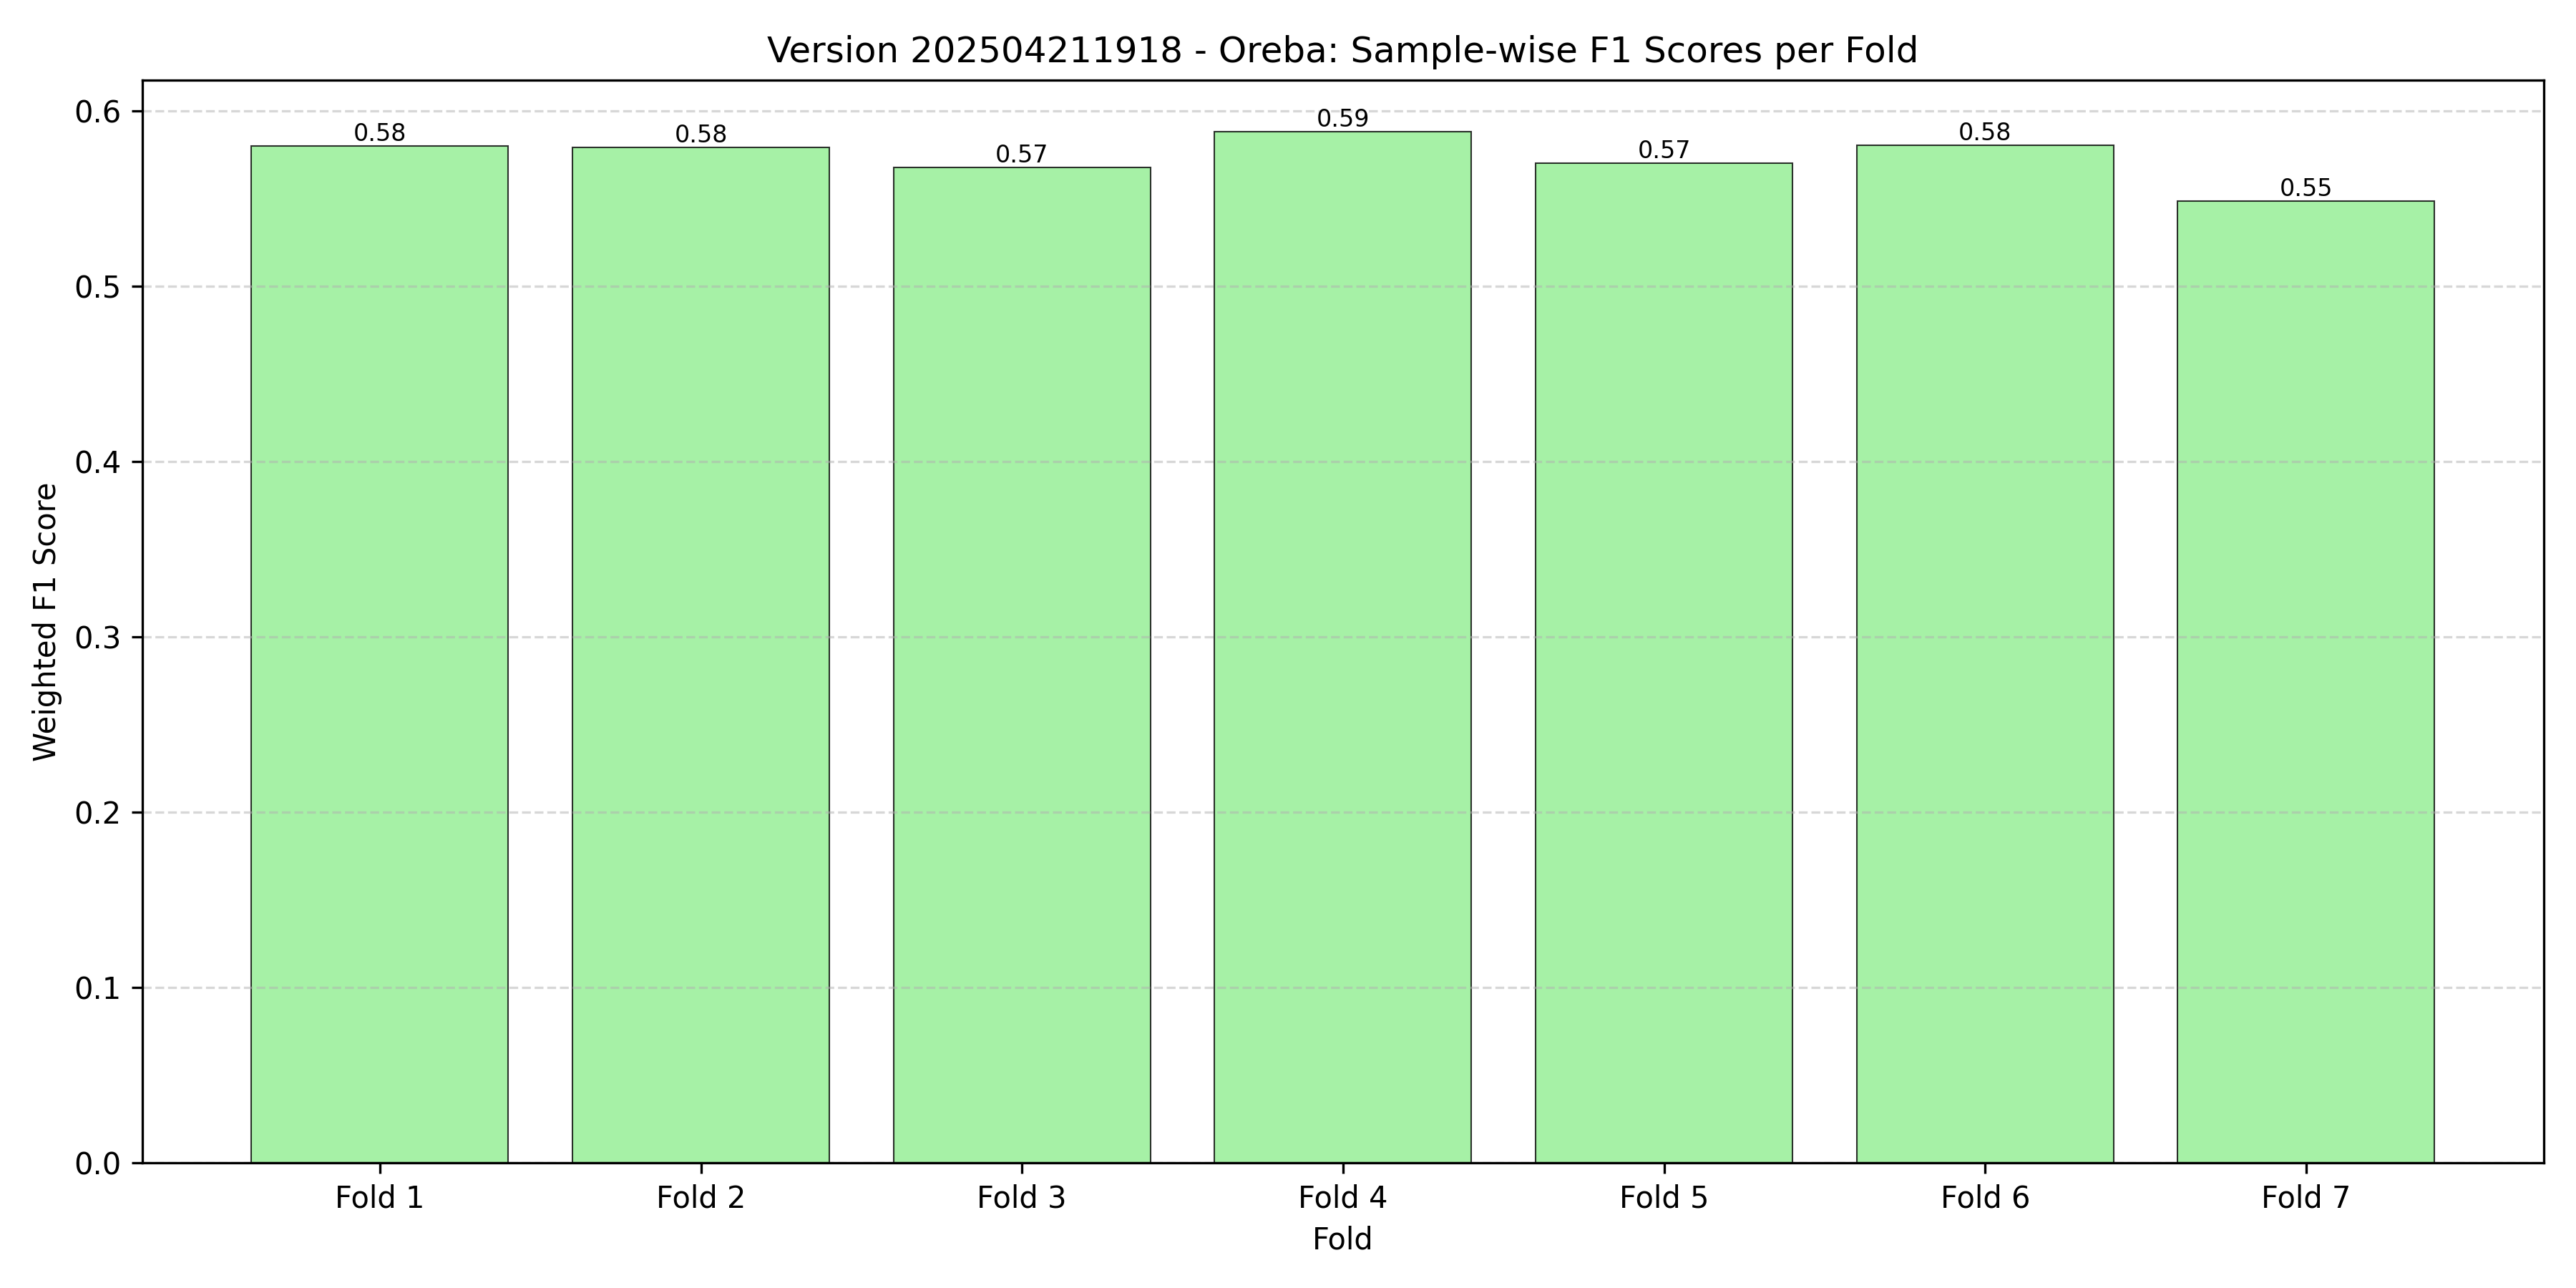 Version 202504211918 - Oreba: Sample-wise F1 Scores per Fold
Weighted F1 Score
0.6
0.5
0.4
0.3
0.2
0.1
0.0
0.58
0.58
0.57
0.59
0.57
0.58
0.55
Fold 1
Fold 2
Fold 3
Fold 4
Fold 5
Fold 6
Fold 7
Fold